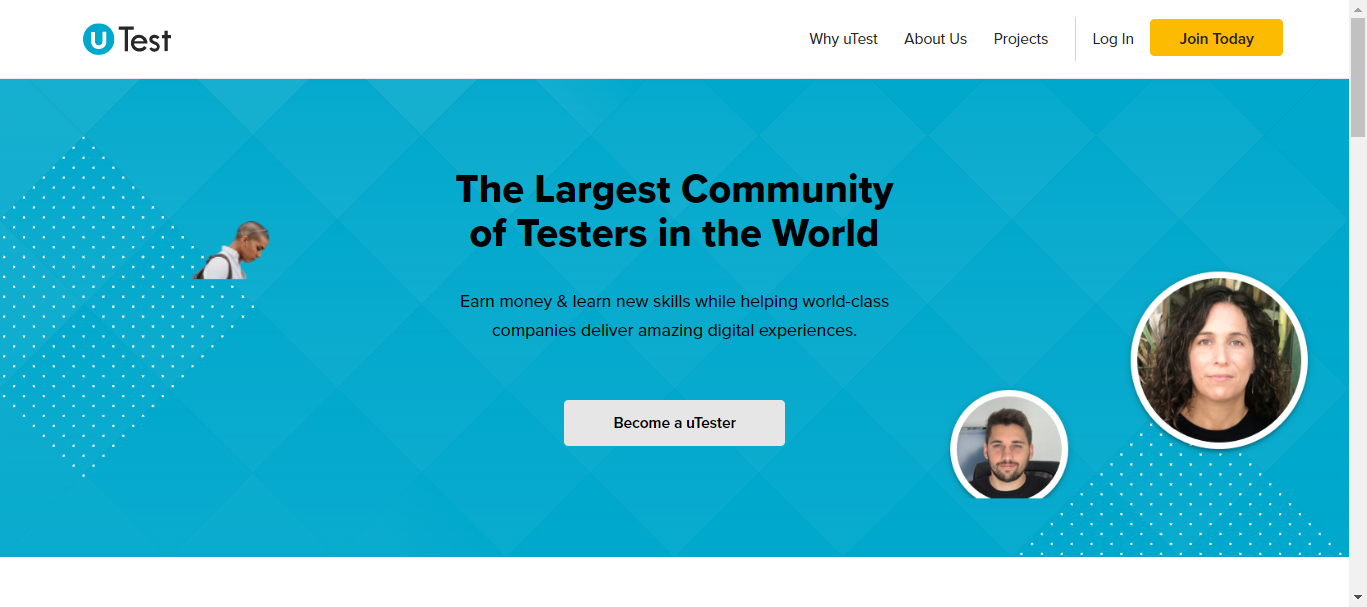 uTest
Why uTest
About Us
Projects
Log In
Join Today
The Largest Community
of Testers in the World
Earn money & learn new skills while helping world-class
companies deliver amazing digital experiences.
Become a uTester